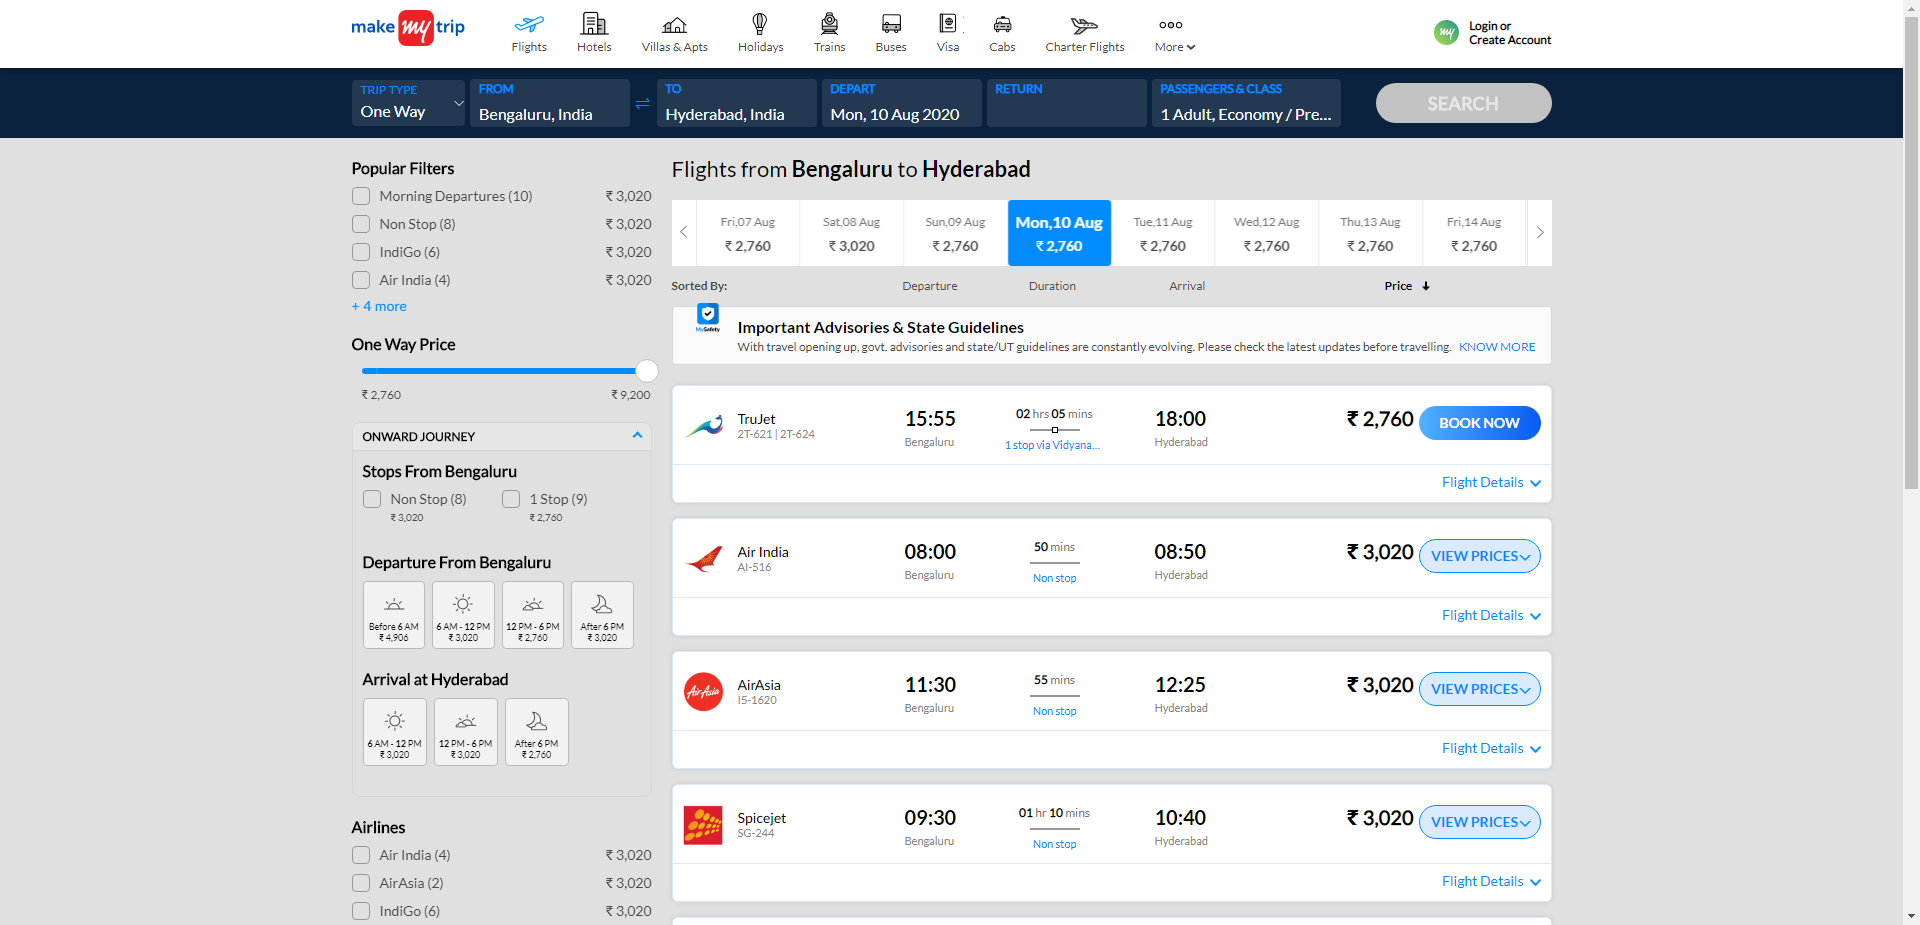 make my trip
Flights
Hotels
Villas & Apts
Holidays
Trains
Buses
Visa
Cabs
Charter Flights
More
my
Login or
Create Account
TRIP TYPE
One Way
FROM
Bengaluru, India
TO
Hyderabad, India
DEPART
Mon, 10 Aug 2020
RETURN
PASSENGERS & CLASS
1 Adult, Economy / Pre...
SEARCH
Popular Filters
Morning Departures (10) ₹ 3,020
Non Stop (8) ₹ 3,020
IndiGo (6) ₹ 3,020
Air India (4) ₹ 3,020
+ 4 more
One Way Price
₹ 2,760 ₹ 9,200
ONWARD JOURNEY
Stops From Bengaluru
Non Stop (8) 1 Stop (9)
₹ 3,020 ₹ 2,760
Departure From Bengaluru
Before 6 AM 6 AM - 12 PM 12 PM - 6 PM After 6 PM
₹ 4,906 ₹ 3,020 ₹ 2,760 ₹ 3,020
Arrival at Hyderabad
6 AM - 12 PM 12 PM - 6 PM After 6 PM
₹ 3,020 ₹ 3,020 ₹ 2,760
Airlines
Air India (4) ₹ 3,020
AirAsia (2) ₹ 3,020
IndiGo (6) ₹ 3,020
Flights from Bengaluru to Hyderabad
Fri,07 Aug Sat,08 Aug Sun,09 Aug Mon,10 Aug Tue,11 Aug Wed,12 Aug Thu,13 Aug Fri,14 Aug
₹ 2,760 ₹ 3,020 ₹ 2,760 ₹ 2,760 ₹ 2,760 ₹ 2,760 ₹ 2,760 ₹ 2,760
Sorted By: Departure Duration Arrival Price
MySafety
Important Advisories & State Guidelines
With travel opening up, govt. advisories and state/UT guidelines are constantly evolving. Please check the latest updates before travelling. KNOW MORE
TruJet 15:55 02 hrs 05 mins 18:00 ₹ 2,760 BOOK NOW
2T-621 | 2T-624 Bengaluru 1 stop via Vidyana... Hyderabad
Flight Details
Air India 08:00 50 mins 08:50 ₹ 3,020 VIEW PRICES
AI-516 Bengaluru Non stop Hyderabad
Flight Details
AirAsia
AirAsia 11:30 55 mins 12:25 ₹ 3,020 VIEW PRICES
I5-1620 Bengaluru Non stop Hyderabad
Flight Details
Spicejet 09:30 01 hr 10 mins 10:40 ₹ 3,020 VIEW PRICES
SG-244 Bengaluru Non stop Hyderabad
Flight Details